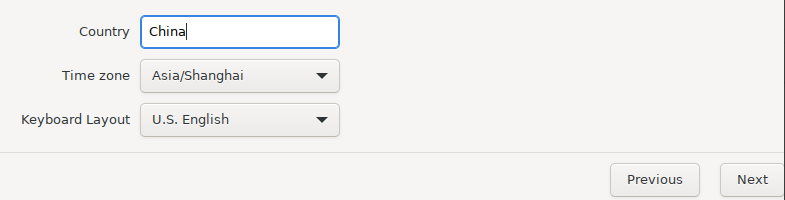 Country China
Time zone Asia/Shanghai
Keyboard Layout U.S. English
Previous Next